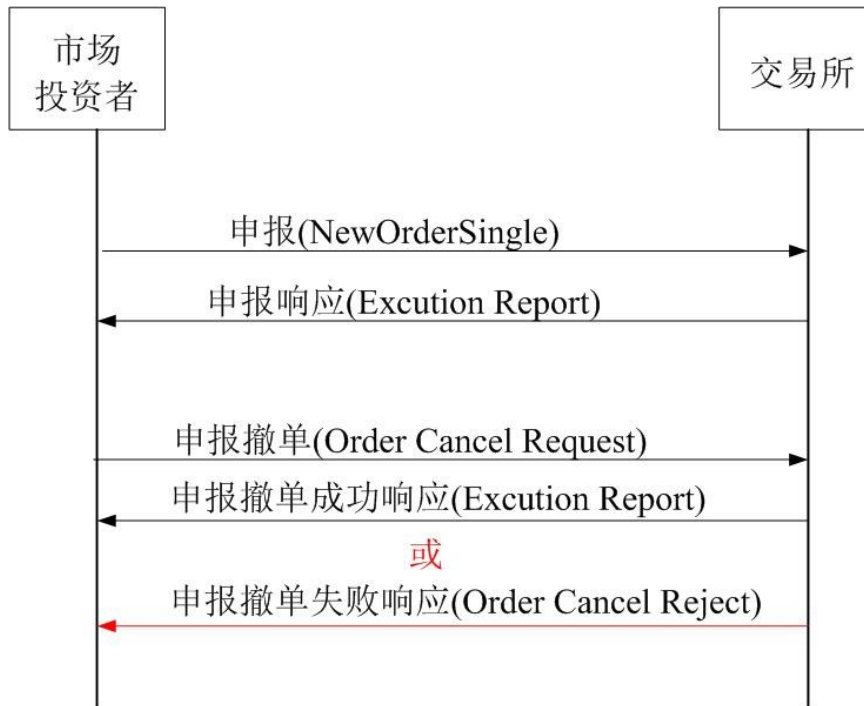 市场
投资者
交易所
申报(NewOrderSingle)
申报响应(Excution Report)
申报撤单(Order Cancel Request)
申报撤单成功响应(Excution Report)
或
申报撤单失败响应(Order Cancel Reject)